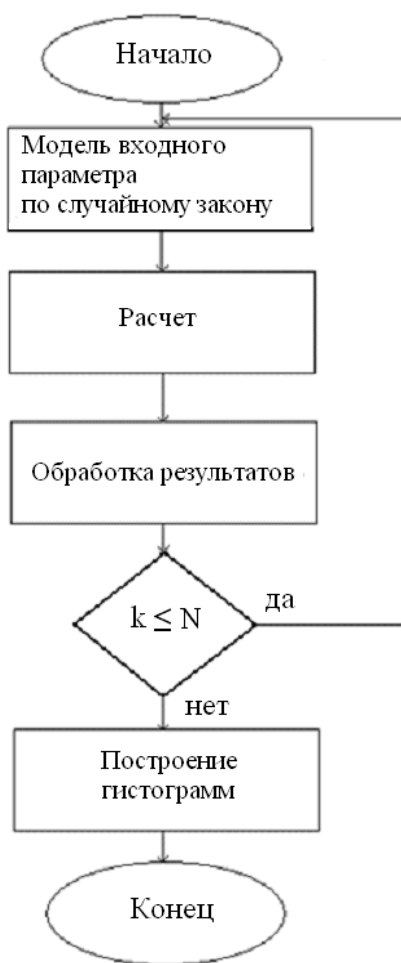 Начало
Модель входного
параметра
по случайному закону
Расчет
Обработка результатов
k ≤ N
да
нет
Построение
гистограмм
Конец